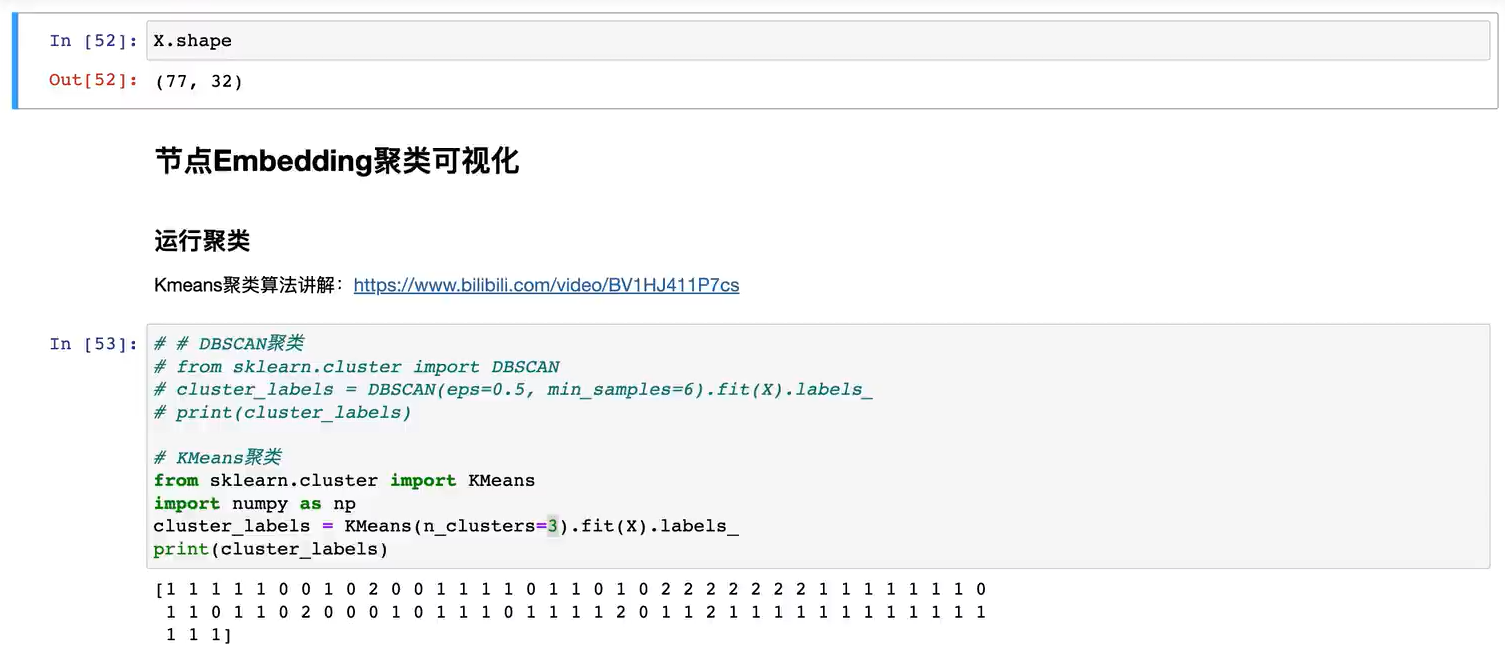 In [52]: X.shape
Out[52]: (77, 32)
节点Embedding聚类可视化
运行聚类
Kmeans聚类算法讲解：https://www.bilibili.com/video/BV1HJ411P7cs
In [53]: # # DBSCAN聚类
# from sklearn.cluster import DBSCAN
# cluster_labels = DBSCAN(eps=0.5, min_samples=6).fit(X).labels_
# print(cluster_labels)
# KMeans聚类
from sklearn.cluster import KMeans
import numpy as np
cluster_labels = KMeans(n_clusters=3).fit(X).labels_
print(cluster_labels)
[1 1 1 1 1 0 0 1 0 2 0 0 1 1 1 1 0 1 1 0 1 0 2 2 2 2 2 2 2 1 1 1 1 1 1 1 0
1 1 0 1 1 0 2 0 0 0 1 0 1 1 1 0 1 1 1 1 2 0 1 1 2 1 1 1 1 1 1 1 1 1 1 1 1
1 1 1]